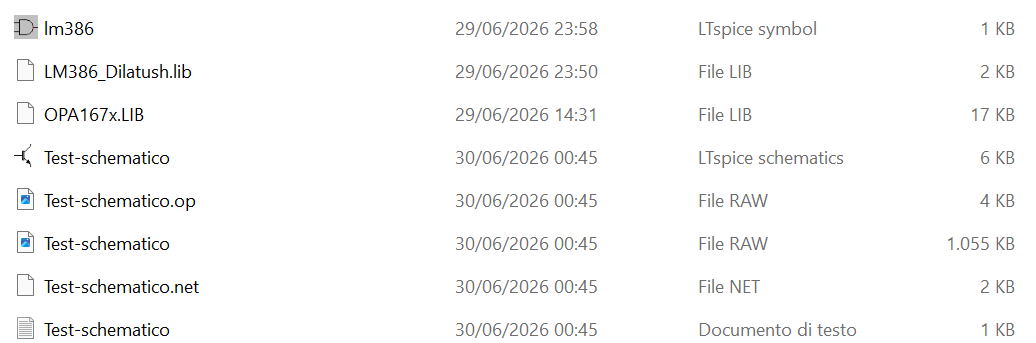 lm386 29/06/2026 23:58 LTspice symbol 1 KB
LM386_Dilatush.lib 29/06/2026 23:50 File LIB 2 KB
OPA167x.LIB 29/06/2026 14:31 File LIB 17 KB
Test-schematico 30/06/2026 00:45 LTspice schematics 6 KB
Test-schematico.op 30/06/2026 00:45 File RAW 4 KB
Test-schematico 30/06/2026 00:45 File RAW 1.055 KB
Test-schematico.net 30/06/2026 00:45 File NET 2 KB
Test-schematico 30/06/2026 00:45 Documento di testo 1 KB